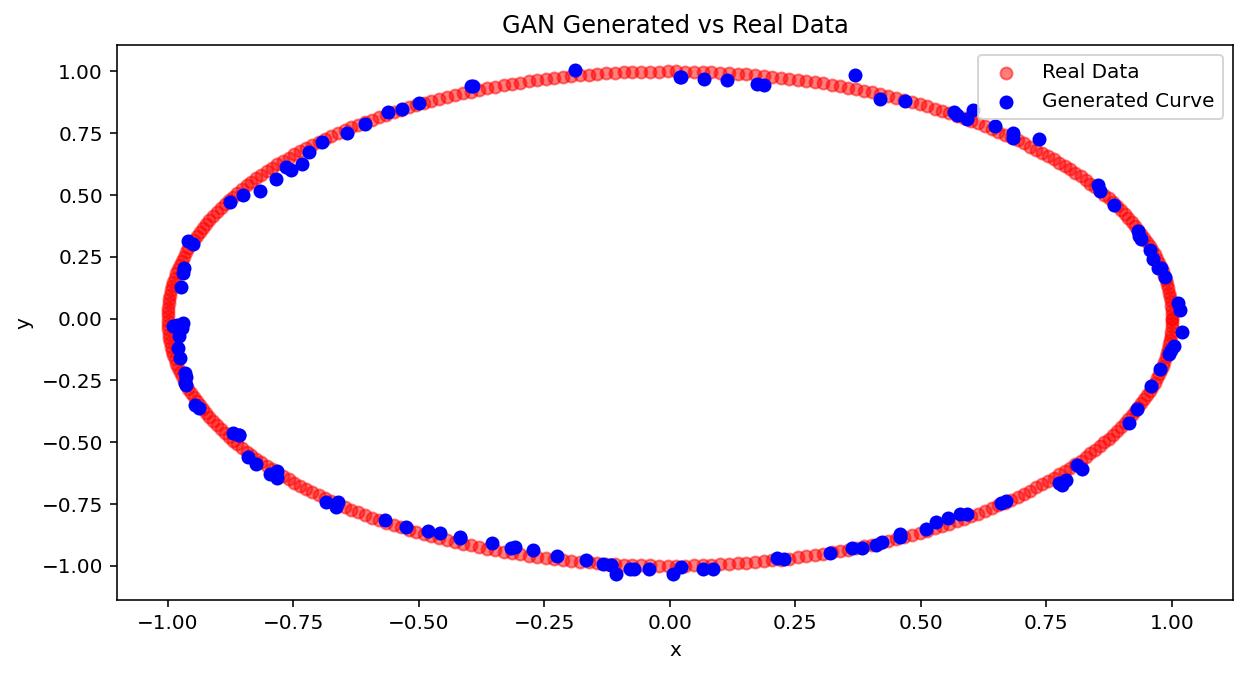 GAN Generated vs Real Data
Real Data
Generated Curve
1.00
0.75
0.50
0.25
0.00
−0.25
−0.50
−0.75
−1.00
y
−1.00 −0.75 −0.50 −0.25 0.00 0.25 0.50 0.75 1.00
x